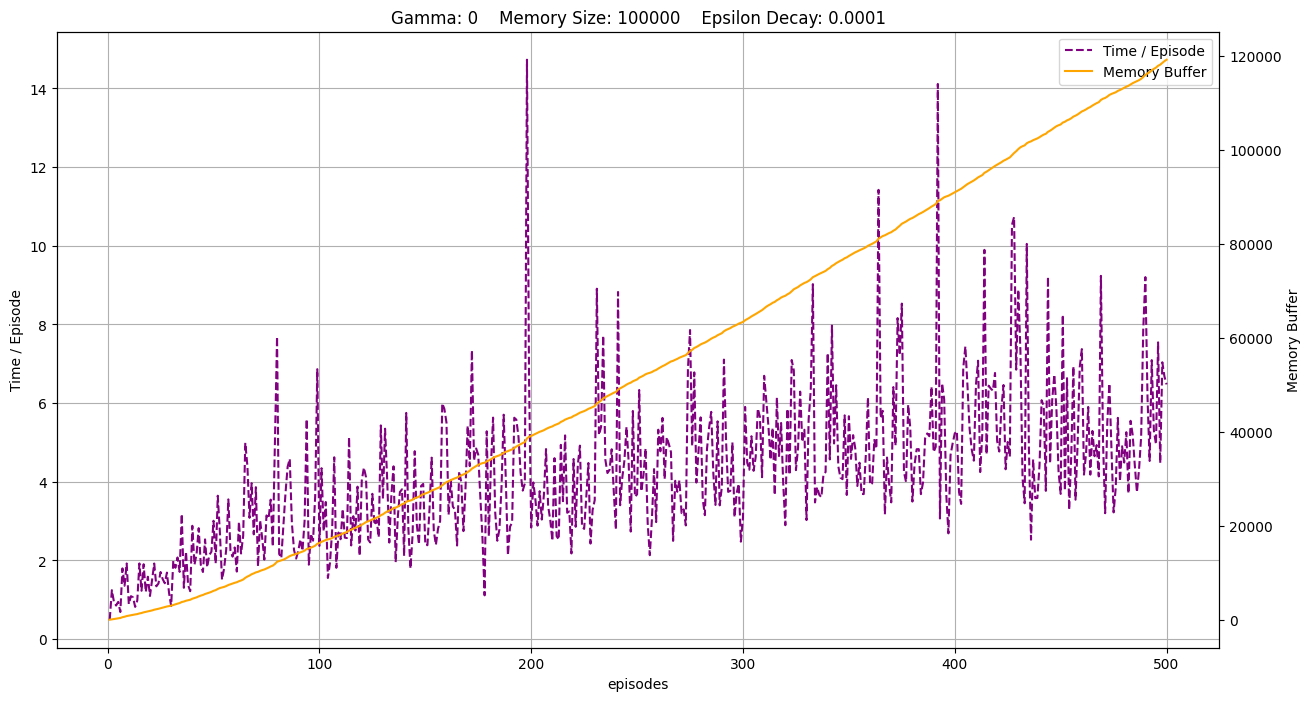 Gamma: 0    Memory Size: 100000    Epsilon Decay: 0.0001
Time / Episode
Memory Buffer
14
12
10
8
6
4
2
0
Time / Episode
120000
100000
80000
60000
40000
20000
0
Memory Buffer
0 100 200 300 400 500
episodes